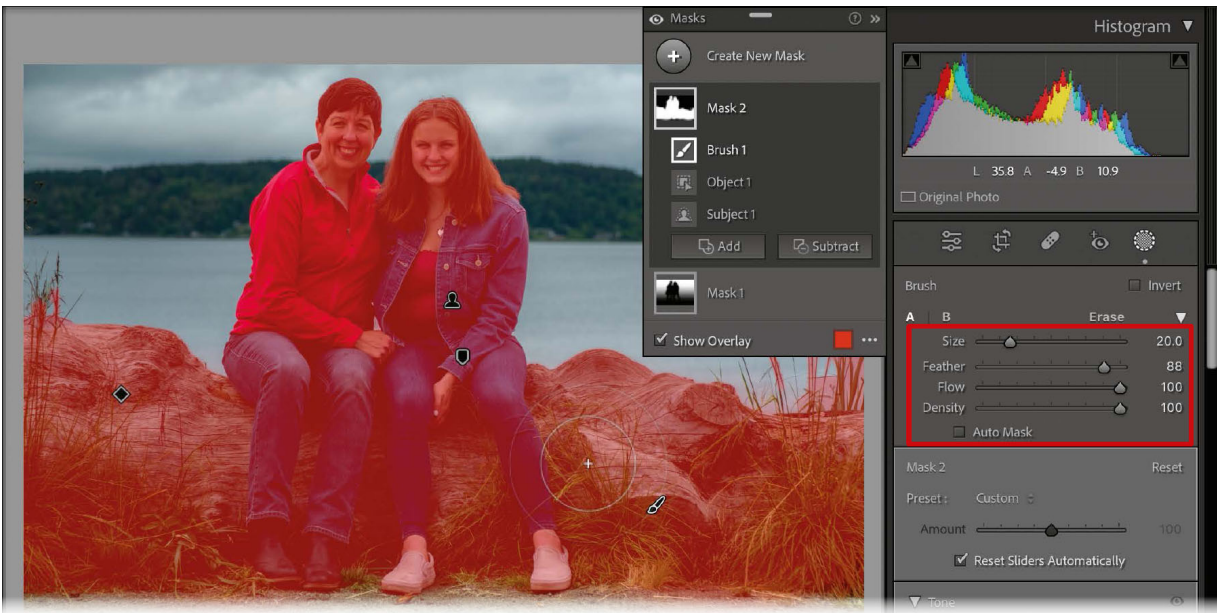 Masks
Create New Mask
Mask 2
Brush 1
Object 1
Subject 1
Add Subtract
Mask 1
Show Overlay
Histogram
L 35.8 A -4.9 B 10.9
Original Photo
Brush Invert
A B Erase
Size 20.0
Feather 88
Flow 100
Density 100
Auto Mask
Mask 2 Reset
Preset : Custom
Amount 100
Reset Sliders Automatically
Tone